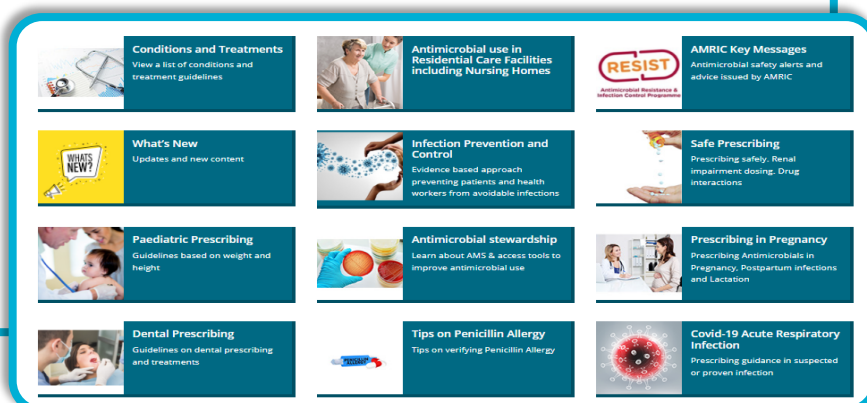 Conditions and Treatments
View a list of conditions and
treatment guidelines
Antimicrobial use in
Residential Care Facilities
including Nursing Homes
RESIST
Antimicrobial Resistance &
Infection Control Programme
AMRIC Key Messages
Antimicrobial safety alerts and
advice issued by AMRIC
WHATS
NEW?
What's New
Updates and new content
Infection Prevention and
Control
Evidence based approach
preventing patients and health
workers from avoidable infections
Safe Prescribing
Prescribing safely. Renal
impairment dosing. Drug
interactions
Paediatric Prescribing
Guidelines based on weight and
height
Antimicrobial stewardship
Learn about AMS & access tools to
improve antimicrobial use
Prescribing in Pregnancy
Prescribing Antimicrobials in
Pregnancy, Postpartum infections
and Lactation
Dental Prescribing
Guidelines on dental prescribing
and treatments
Tips on Penicillin Allergy
Tips on verifying Penicillin Allergy
Covid-19 Acute Respiratory
Infection
Prescribing guidance in suspected
or proven infection